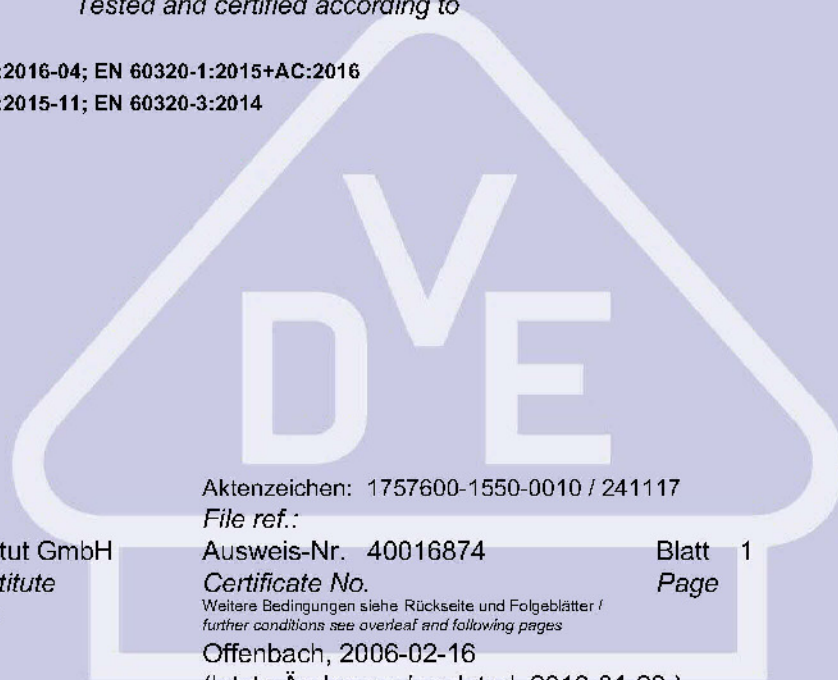 Tested and certified according to
:2016-04; EN 60320-1:2015+AC:2016
:2015-11; EN 60320-3:2014
VDE
Aktenzeichen: 1757600-1550-0010 / 241117
File ref.:
tut GmbH Ausweis-Nr. 40016874 Blatt 1
titute Certificate No. Page
Weitere Bedingungen siehe Rückseite und Folgeblätter /
further conditions see overleaf and following pages
Offenbach, 2006-02-16